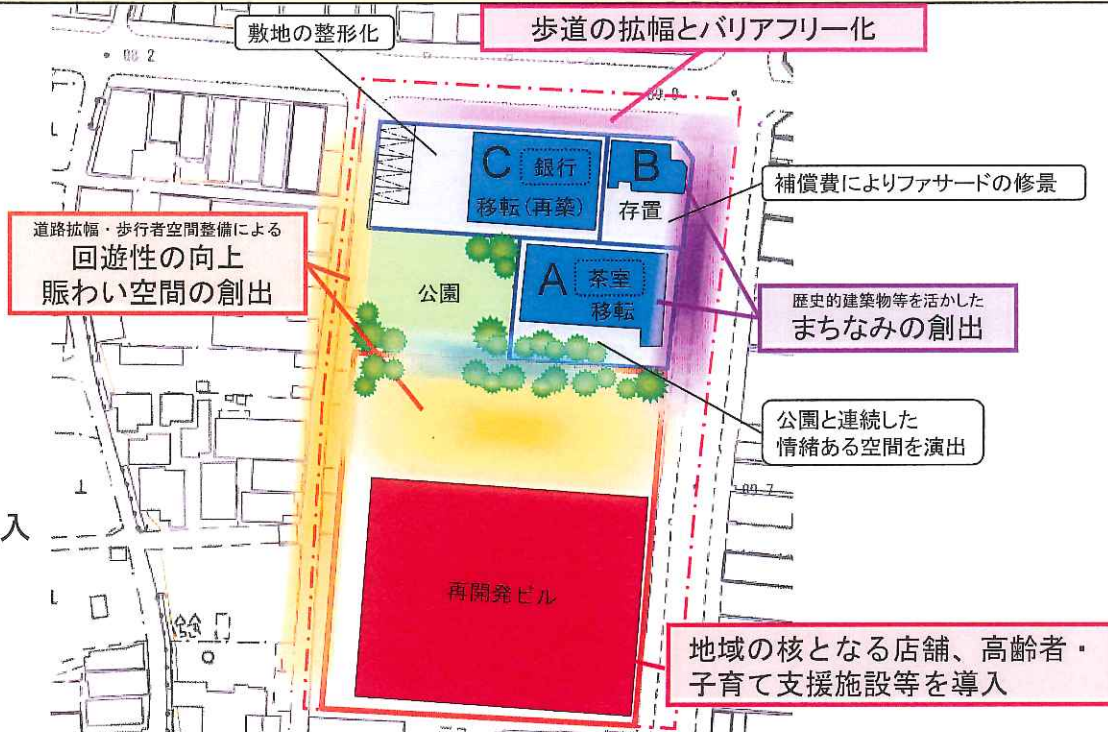 敷地の整形化
歩道の拡幅とバリアフリー化
88 2
C 銀行
移転(再築)
B
存置
補償費によりファサードの修景
道路拡幅・歩行者空間整備による
回遊性の向上
賑わい空間の創出
公園
A 茶室
移転
歴史的建築物等を活かした
まちなみの創出
公園と連続した
情緒ある空間を演出
89.7
入
再開発ビル
地域の核となる店舗、高齢者・
子育て支援施設等を導入